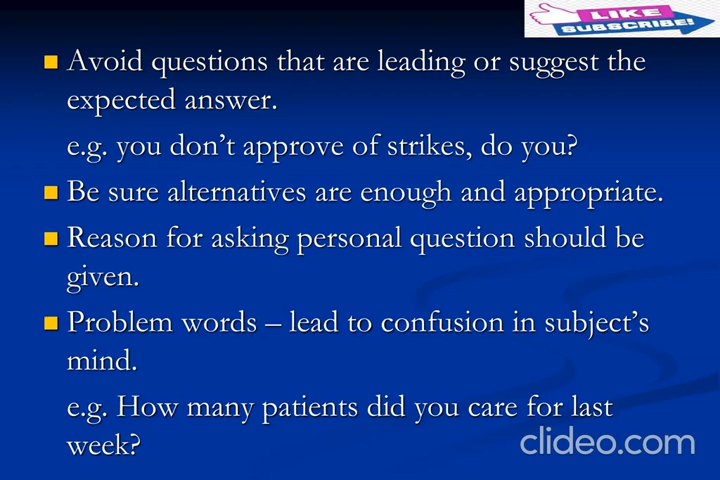 LIKE
SUBSCRIBE!
Avoid questions that are leading or suggest the
expected answer.
e.g. you don’t approve of strikes, do you?
Be sure alternatives are enough and appropriate.
Reason for asking personal question should be
given.
Problem words – lead to confusion in subject’s
mind.
e.g. How many patients did you care for last
week?
clideo.com